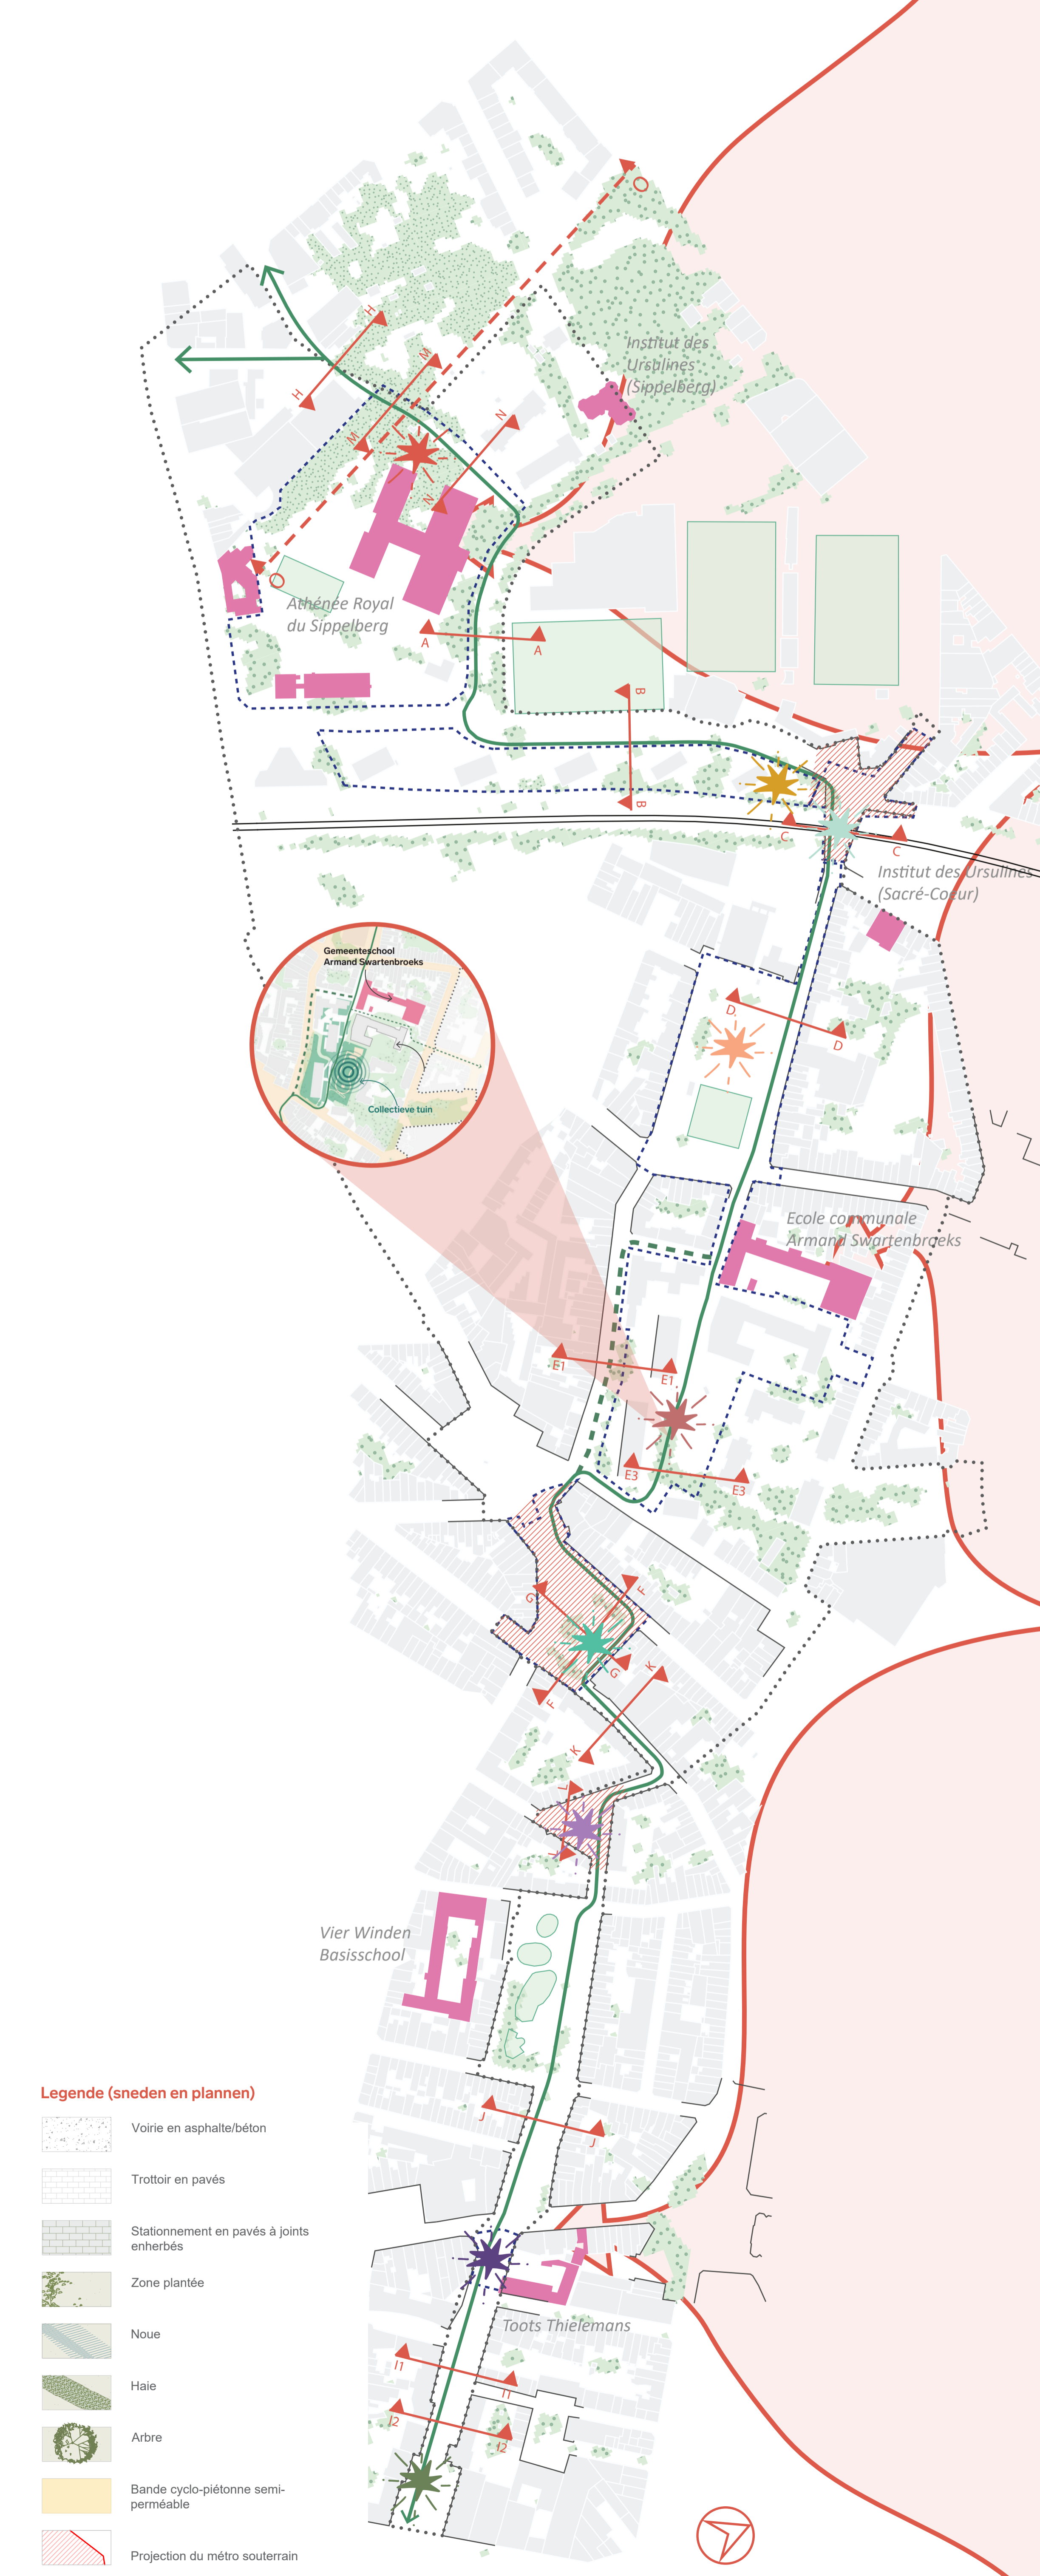 O
H
Institut des
Ursulines
(Sippelberg)
M
H
N
M
N
O
Athénée Royal
du Sippelberg
A
A
B
B
C
C
Institut des Ursulines
(Sacré-Coeur)
Gemeenteschool
Armand Swartenbroeks
Collectieve tuin
D
D
Ecole communale
Armand Swartenbroeks
E1
E1
E3
E3
F
G
G
K
F
K
L
L
Vier Winden
Basisschool
Legende (sneden en plannen)
Voirie en asphalte/béton
J
J
Trottoir en pavés
Stationnement en pavés à joints
enherbés
Zone plantée
Toots Thielemans
Noue
I1
I1
Haie
I2
I2
Arbre
Bande cyclo-piétonne semi-
perméable
Projection du métro souterrain